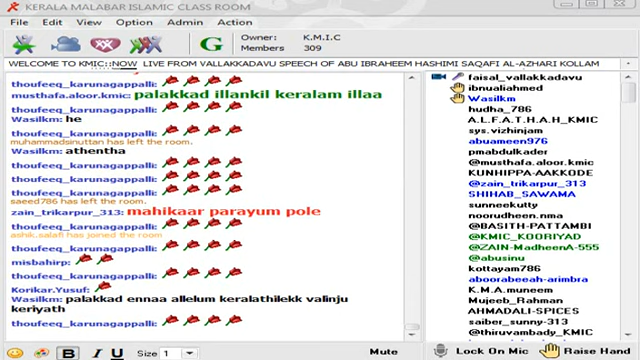 KERALA MALABAR ISLAMIC CLASS ROOM
File Edit View Option Admin Action
G
Owner: K.M.I.C
Members 309
WELCOME TO KMIC::NOW LIVE FROM VALLAKKADAVU SPEECH OF ABU IBRAHEEM HASHIMI SAQAFI AL-AZHARI KOLLAM
thoufeeq_karunagappalli:
musthafa.aloor.kmic: palakkad illankil keralam illaa
thoufeeq_karunagappalli:
Wasilkm: he
thoufeeq_karunagappalli:
muhammadsinuttan has left the room.
Wasilkm: athentha
thoufeeq_karunagappalli:
thoufeeq_karunagappalli:
thoufeeq_karunagappalli:
saeed786 has left the room.
zain_trikarpur_313: mahikaar parayum pole
thoufeeq_karunagappalli:
ashik.salafi has joined the room
thoufeeq_karunagappalli:
misbahirp:
thoufeeq_karunagappalli:
Korikar.Yusuf:
Wasilkm: palakkad ennaa allelum keralathilekk valinju
keriyath
thoufeeq_karunagappalli:
faisal_vallakkadavu
ibnualiahmed
Wasilkm
hudha_786
A.L.F.A.T.H.A.H_KMIC
sys.vizhinjam
abuameen976
pmabdulkader
@musthafa.aloor.kmic
KUNHIPPA-AAKKODE
@zain_trikarpur_313
SHIHAB_SAWAMA
sunneekutty
noorudheen.nma
@BASITH-PATTAMBI
@KMIC_KOORIYAD
@ZAIN-MadheenA-555
@abusinu
kottayam786
aboorabeeah-arimbra
K.M.A.muneem
Mujeeb_Rahman
AHMADALI-SPICES
saiber_sunny-313
@thiruvambady_KMIC
B I U Size 1 Mute Lock On Mic Raise Hand